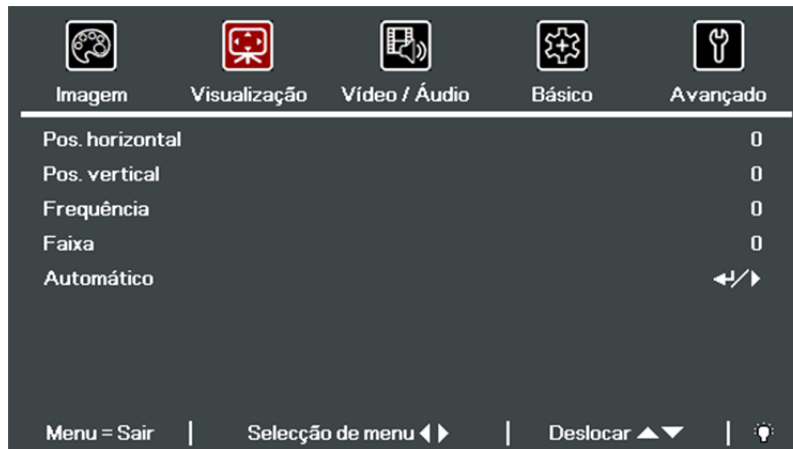 Imagem Visualização Vídeo / Áudio Básico Avançado
Pos. horizontal 0
Pos. vertical 0
Frequência 0
Faixa 0
Automático
Menu = Sair | Selecção de menu | Deslocar |